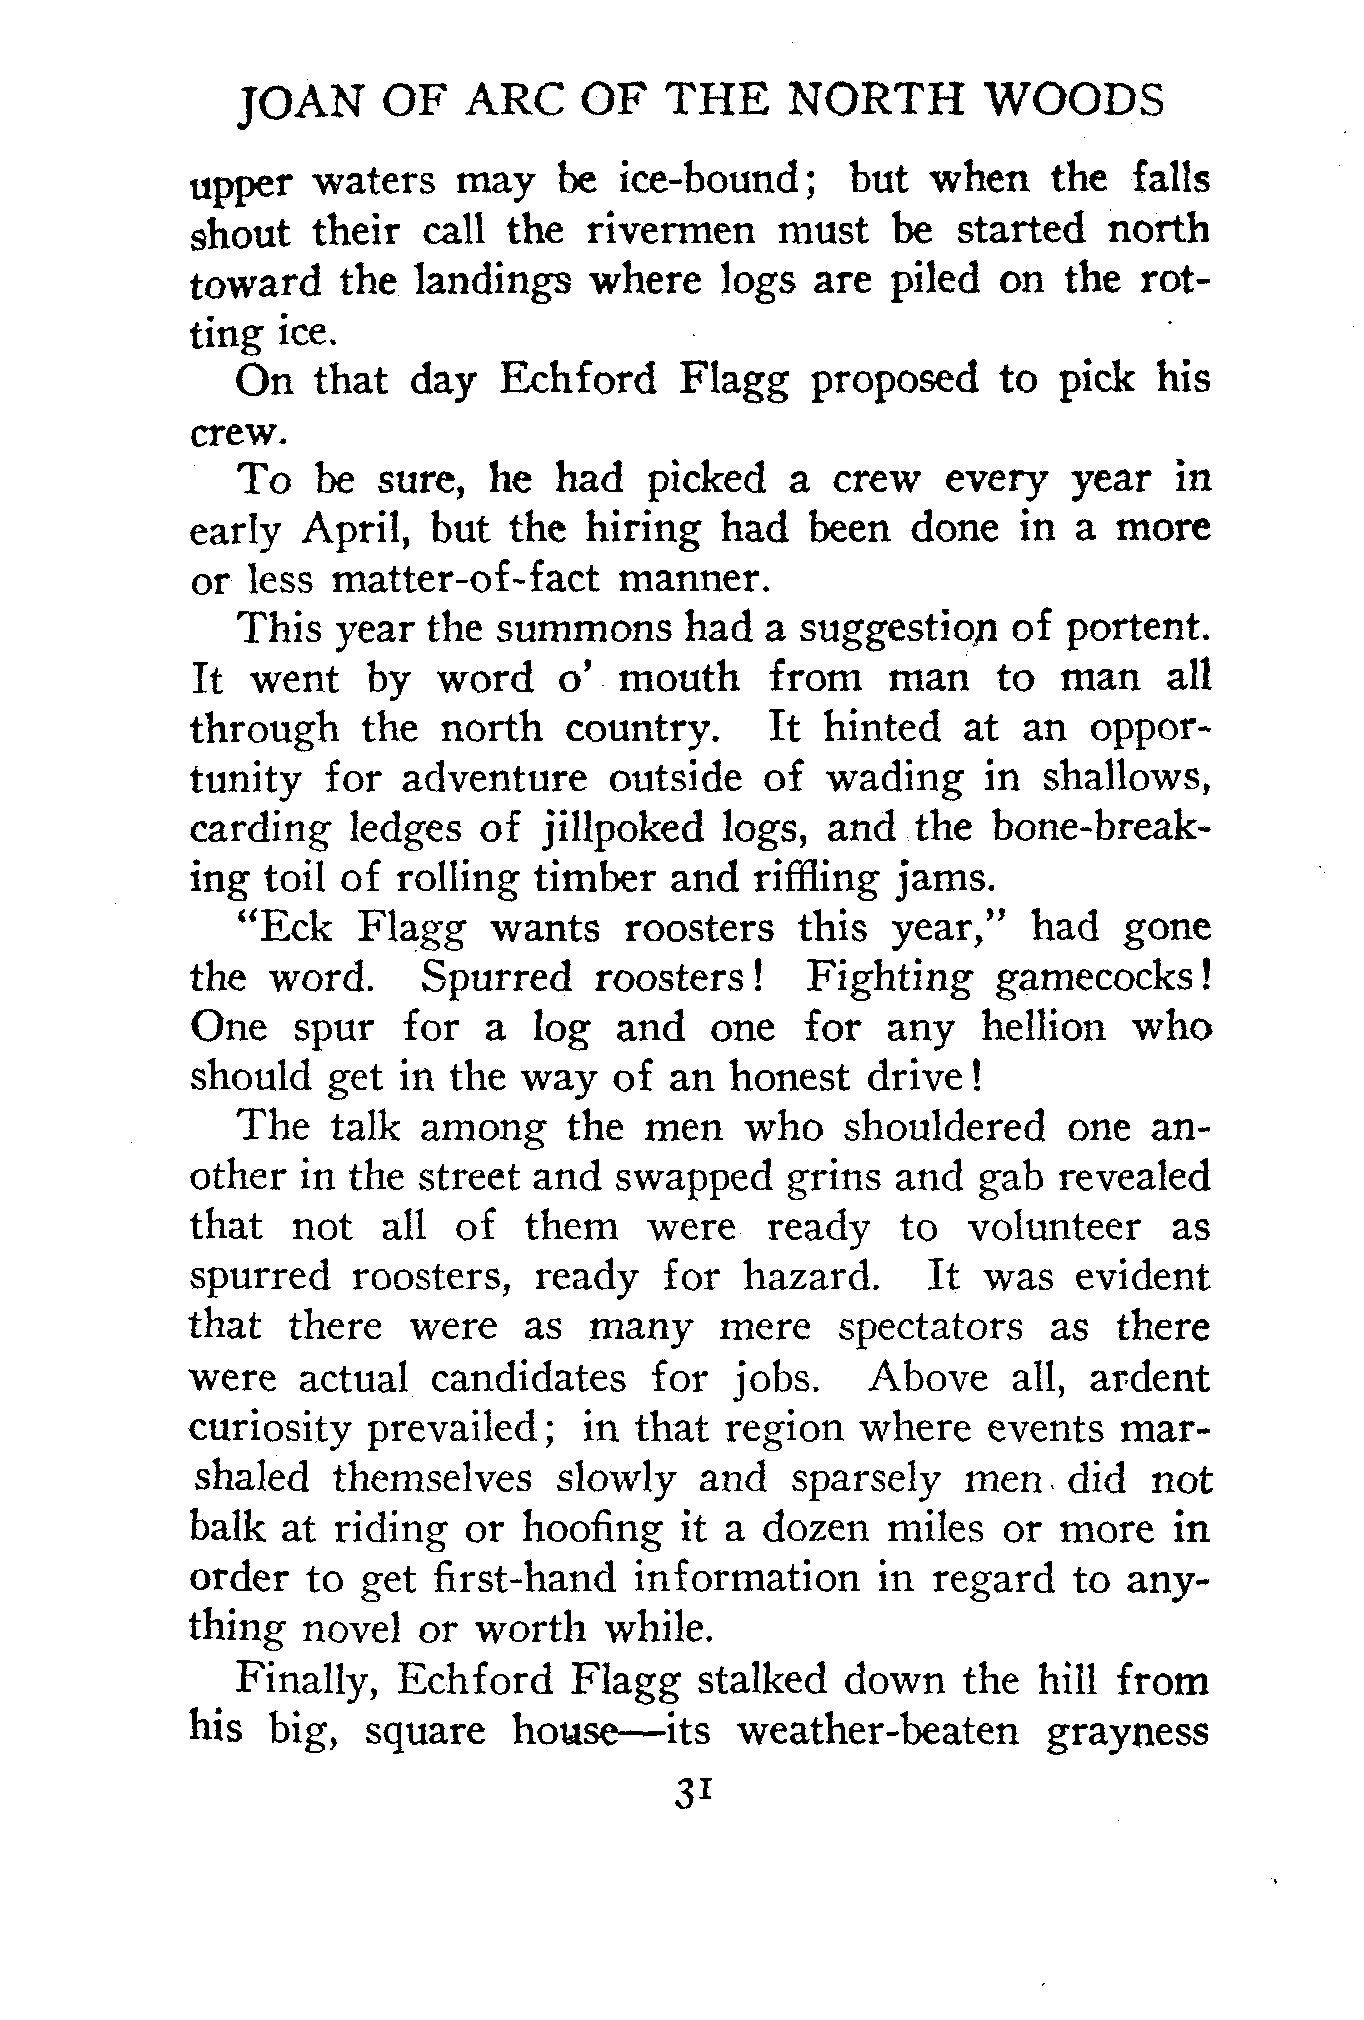 JOAN OF ARC OF THE NORTH WOODS
upper waters may be ice-bound; but when the falls
shout their call the rivermen must be started north
toward the landings where logs are piled on the rot-
ting ice.
On that day Echford Flagg proposed to pick his
crew.
To be sure, he had picked a crew every year in
early April, but the hiring had been done in a more
or less matter-of-fact manner.
This year the summons had a suggestion of portent.
It went by word o' mouth from man to man all
through the north country. It hinted at an oppor-
tunity for adventure outside of wading in shallows,
carding ledges of jillpoked logs, and the bone-break-
ing toil of rolling timber and riffling jams.
"Eck Flagg wants roosters this year," had gone
the word. Spurred roosters! Fighting gamecocks!
One spur for a log and one for any hellion who
should get in the way of an honest drive!
The talk among the men who shouldered one an-
other in the street and swapped grins and gab revealed
that not all of them were ready to volunteer as
spurred roosters, ready for hazard. It was evident
that there were as many mere spectators as there
were actual candidates for jobs. Above all, ardent
curiosity prevailed; in that region where events mar-
shaled themselves slowly and sparsely men did not
balk at riding or hoofing it a dozen miles or more in
order to get first-hand information in regard to any-
thing novel or worth while.
Finally, Echford Flagg stalked down the hill from
his big, square house—its weather-beaten grayness
31